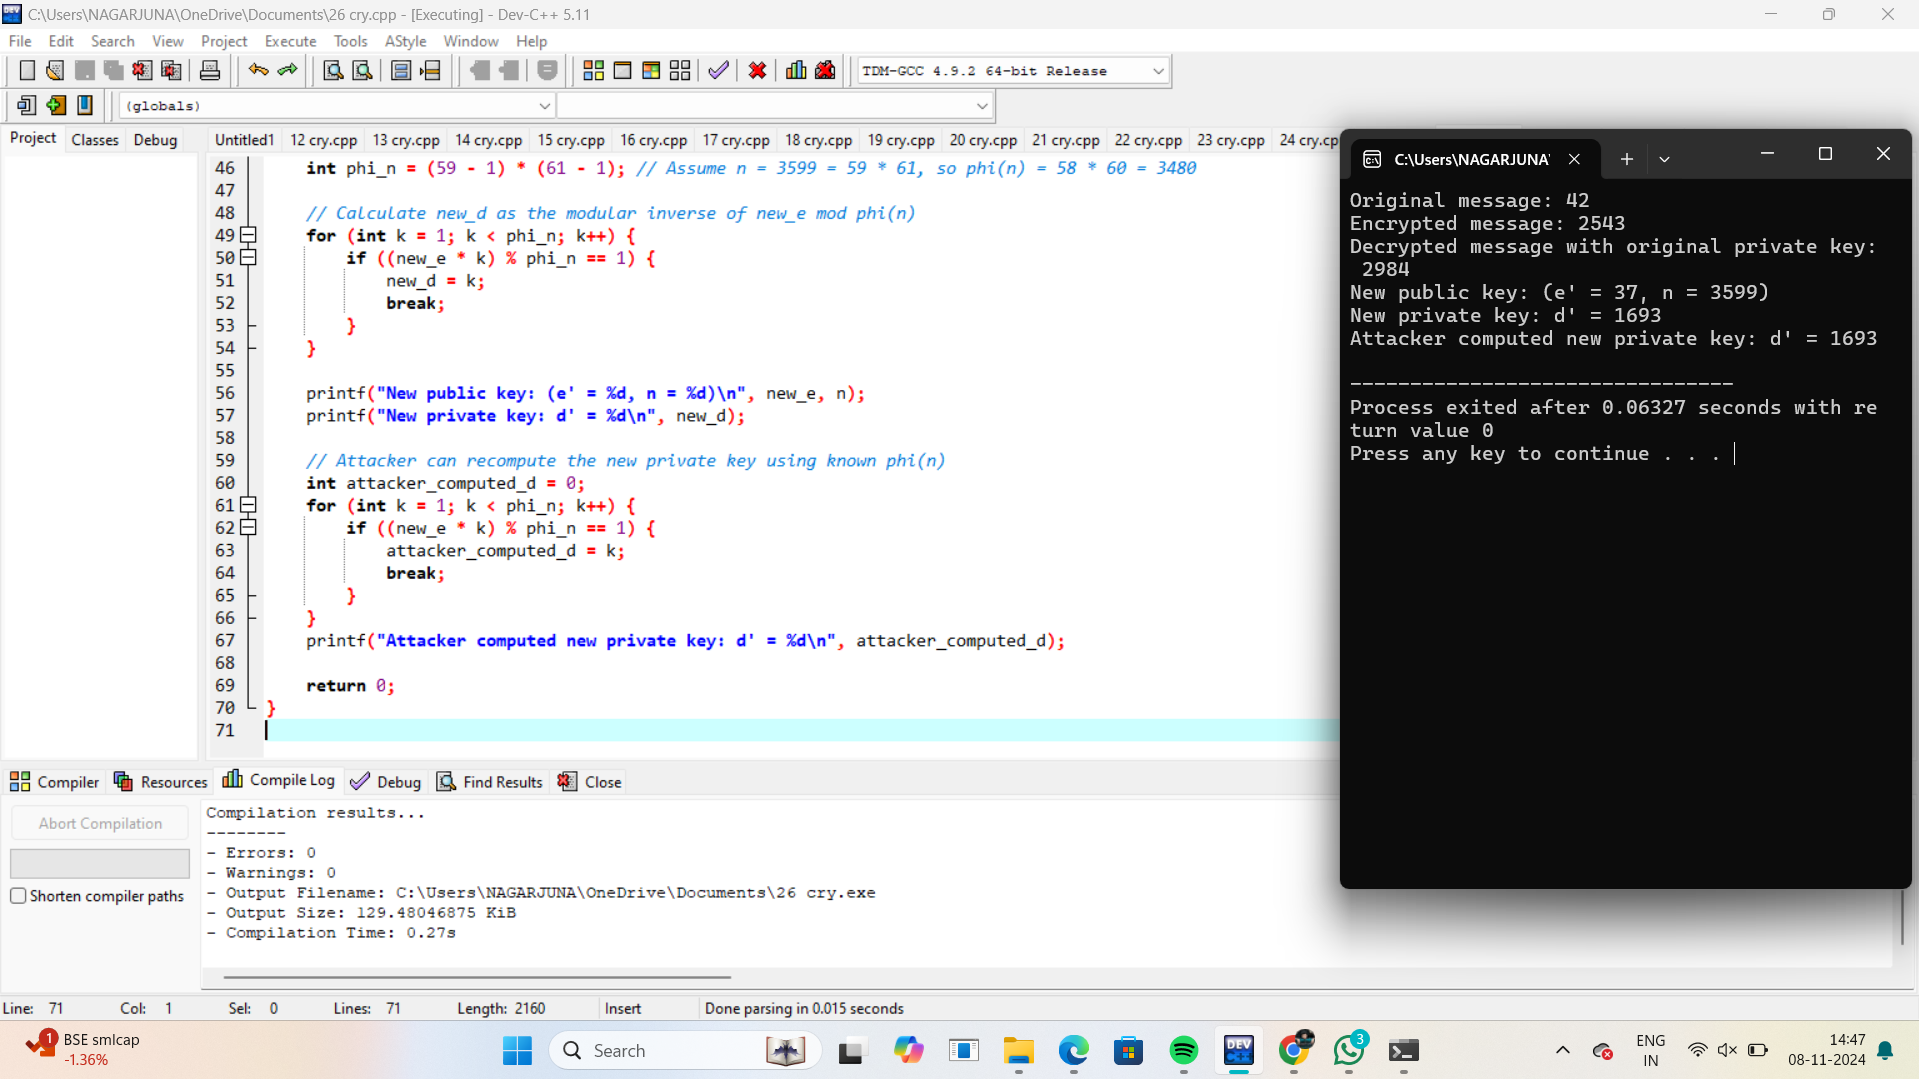 C:\Users\NAGARJUNA\OneDrive\Documents\26 cry.cpp - [Executing] - Dev-C++ 5.11
File Edit Search View Project Execute Tools AStyle Window Help
TDM-GCC 4.9.2 64-bit Release
(globals)
Project Classes Debug
Untitled1 12 cry.cpp 13 cry.cpp 14 cry.cpp 15 cry.cpp 16 cry.cpp 17 cry.cpp 18 cry.cpp 19 cry.cpp 20 cry.cpp 21 cry.cpp 22 cry.cpp 23 cry.cpp 24 cry.cp
46 int phi_n = (59 - 1) * (61 - 1); // Assume n = 3599 = 59 * 61, so phi(n) = 58 * 60 = 3480
47
48 // Calculate new_d as the modular inverse of new_e mod phi(n)
49 for (int k = 1; k < phi_n; k++) {
50 if ((new_e * k) % phi_n == 1) {
51 new_d = k;
52 break;
53 }
54 }
55
56 printf("New public key: (e' = %d, n = %d)\n", new_e, n);
57 printf("New private key: d' = %d\n", new_d);
58
59 // Attacker can recompute the new private key using known phi(n)
60 int attacker_computed_d = 0;
61 for (int k = 1; k < phi_n; k++) {
62 if ((new_e * k) % phi_n == 1) {
63 attacker_computed_d = k;
64 break;
65 }
66 }
67 printf("Attacker computed new private key: d' = %d\n", attacker_computed_d);
68
69 return 0;
70 }
71
C:\Users\NAGARJUNA'
Original message: 42
Encrypted message: 2543
Decrypted message with original private key:
2984
New public key: (e' = 37, n = 3599)
New private key: d' = 1693
Attacker computed new private key: d' = 1693
--------------------------------
Process exited after 0.06327 seconds with re
turn value 0
Press any key to continue . . .
Compiler Resources Compile Log Debug Find Results Close
Abort Compilation
Shorten compiler paths
Compilation results...
--------
- Errors: 0
- Warnings: 0
- Output Filename: C:\Users\NAGARJUNA\OneDrive\Documents\26 cry.exe
- Output Size: 129.48046875 KiB
- Compilation Time: 0.27s
Line: 71 Col: 1 Sel: 0 Lines: 71 Length: 2160 Insert Done parsing in 0.015 seconds
1
BSE smlcap
-1.36%
Search
DEV
3
ENG
IN
14:47
08-11-2024